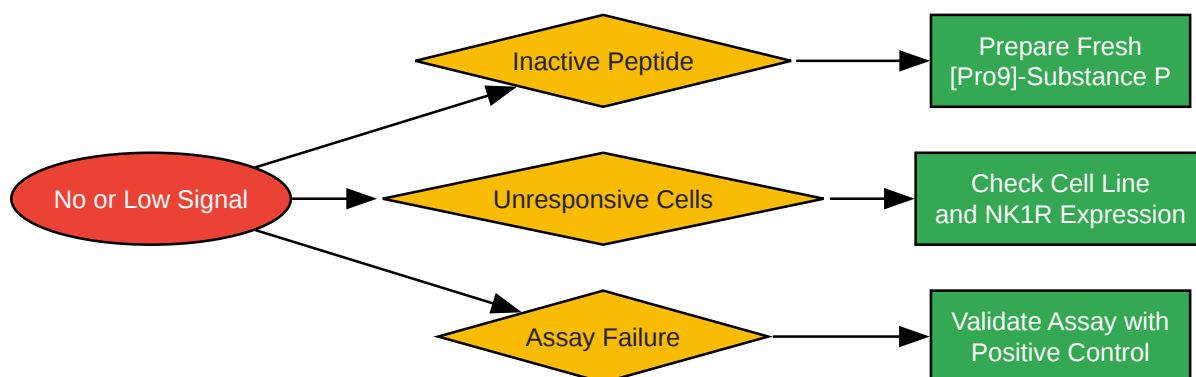 Inactive Peptide
Prepare Fresh
[Pro9]-Substance P
No or Low Signal
Unresponsive Cells
Check Cell Line
and NK1R Expression
Assay Failure
Validate Assay with
Positive Control